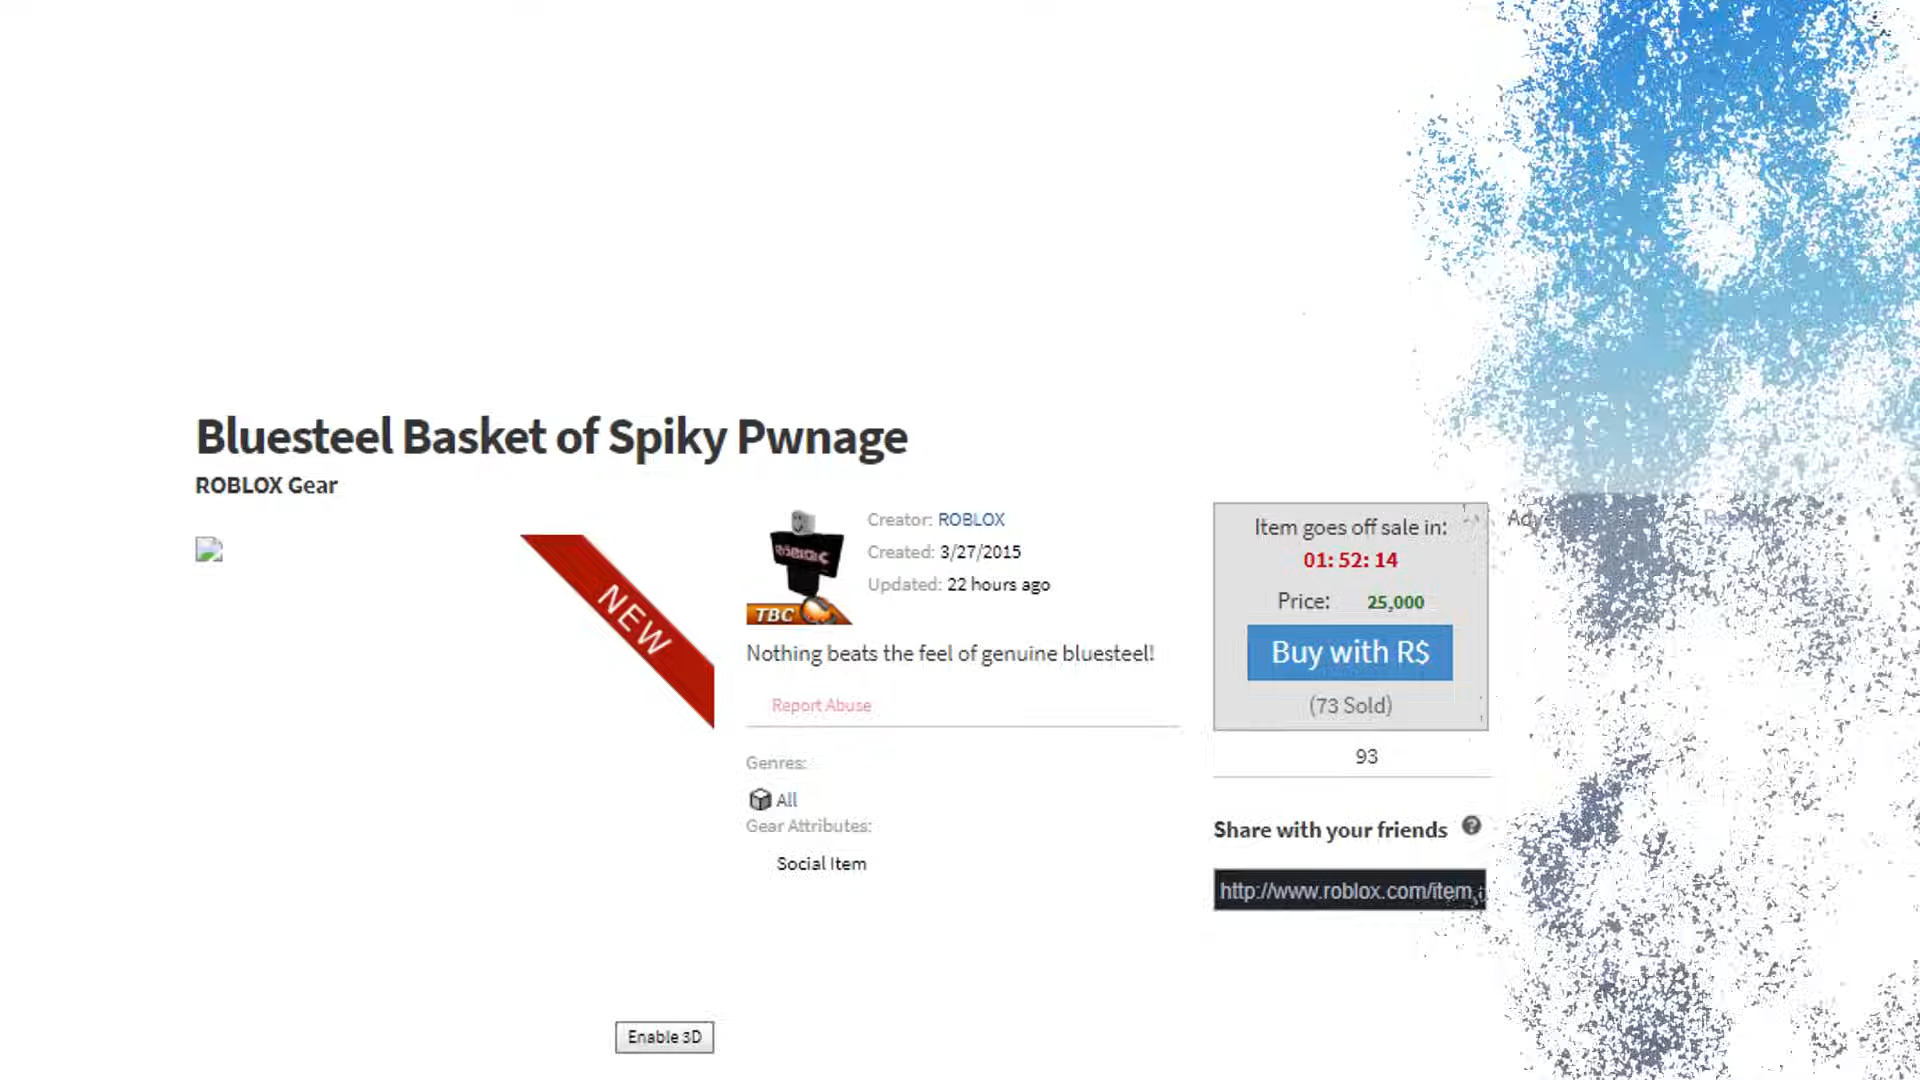 Bluesteel Basket of Spiky Pwnage
ROBLOX Gear
NEW
ROBLOX
TBC
Creator: ROBLOX
Created: 3/27/2015
Updated: 22 hours ago
Nothing beats the feel of genuine bluesteel!
Report Abuse
Genres:
All
Gear Attributes:
Social Item
Enable 3D
Item goes off sale in:
01: 52: 14
Price: 25,000
Buy with R$
(73 Sold)
93
Share with your friends
http://www.roblox.com/item